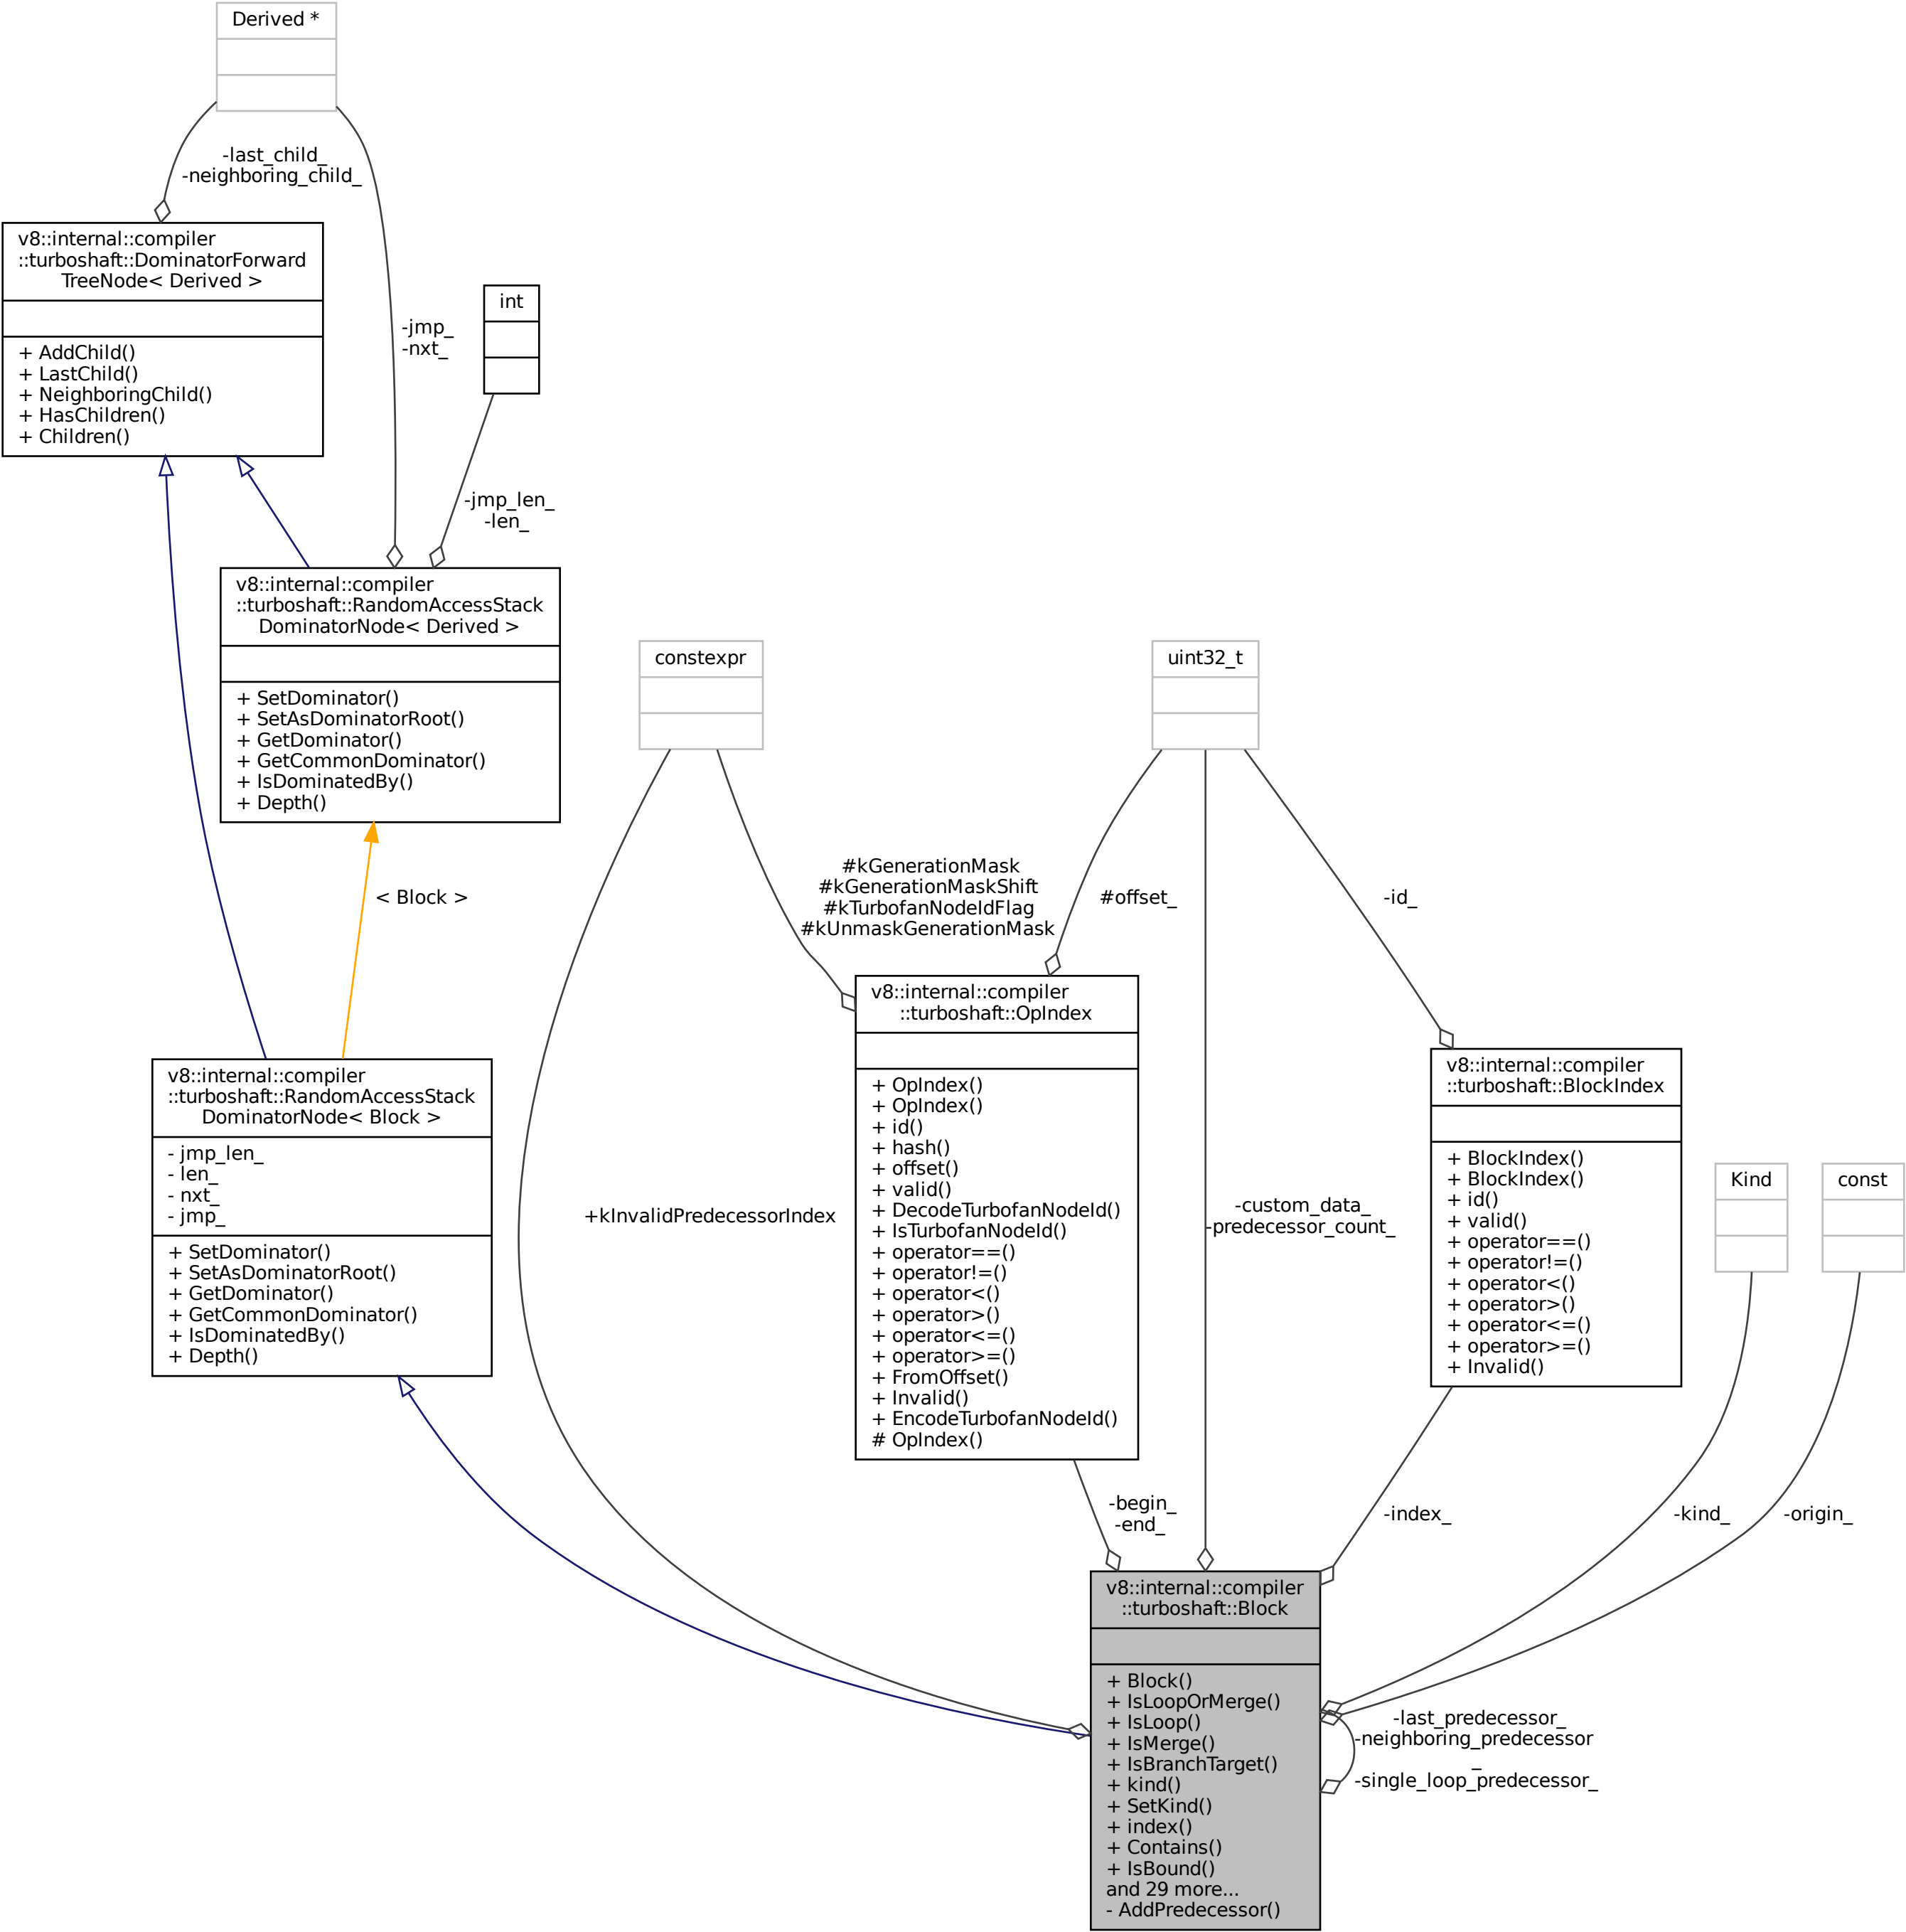 Derived *
-last_child_
-neighboring_child_
v8::internal::compiler
::turboshaft::DominatorForward
TreeNode< Derived >
+ AddChild()
+ LastChild()
+ NeighboringChild()
+ HasChildren()
+ Children()
int
-jmp_
-nxt_
-jmp_len_
-len_
v8::internal::compiler
::turboshaft::RandomAccessStack
DominatorNode< Derived >
+ SetDominator()
+ SetAsDominatorRoot()
+ GetDominator()
+ GetCommonDominator()
+ IsDominatedBy()
+ Depth()
constexpr
uint32_t
< Block >
#kGenerationMask
#kGenerationMaskShift
#kTurbofanNodeIdFlag
#kUnmaskGenerationMask
#offset_
-id_
v8::internal::compiler
::turboshaft::RandomAccessStack
DominatorNode< Block >
- jmp_len_
- len_
- nxt_
- jmp_
+ SetDominator()
+ SetAsDominatorRoot()
+ GetDominator()
+ GetCommonDominator()
+ IsDominatedBy()
+ Depth()
+kInvalidPredecessorIndex
v8::internal::compiler
::turboshaft::OpIndex
+ OpIndex()
+ OpIndex()
+ id()
+ hash()
+ offset()
+ valid()
+ DecodeTurbofanNodeId()
+ IsTurbofanNodeId()
+ operator==()
+ operator!=()
+ operator<()
+ operator>()
+ operator<=()
+ operator>=()
+ FromOffset()
+ Invalid()
+ EncodeTurbofanNodeId()
# OpIndex()
-custom_data_
-predecessor_count_
v8::internal::compiler
::turboshaft::BlockIndex
+ BlockIndex()
+ BlockIndex()
+ id()
+ valid()
+ operator==()
+ operator!=()
+ operator<()
+ operator>()
+ operator<=()
+ operator>=()
+ Invalid()
Kind
const
-begin_
-end_
-index_
-kind_
-origin_
v8::internal::compiler
::turboshaft::Block
+ Block()
+ IsLoopOrMerge()
+ IsLoop()
+ IsMerge()
+ IsBranchTarget()
+ kind()
+ SetKind()
+ index()
+ Contains()
+ IsBound()
and 29 more...
- AddPredecessor()
-last_predecessor_
-neighboring_predecessor
_
-single_loop_predecessor_